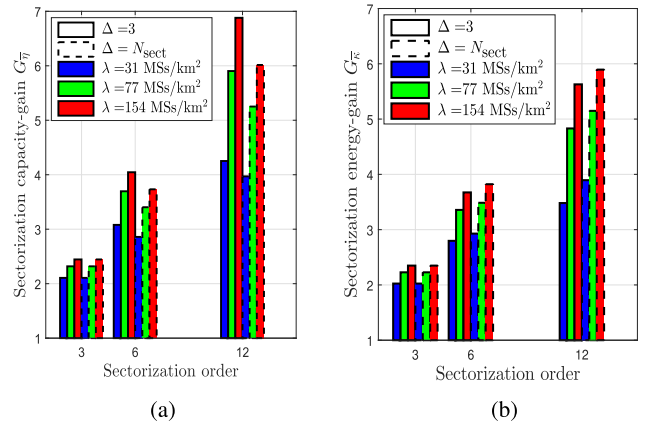 7
6
5
4
3
2
1
Sectorization capacity-gain $G_{\overline{\eta}}$
Δ = 3
Δ = N_sect
λ = 31 MSs/km²
λ = 77 MSs/km²
λ = 154 MSs/km²
3 6 12
Sectorization order
(a)
7
6
5
4
3
2
1
Sectorization energy-gain $G_{\overline{\kappa}}$
Δ = 3
Δ = N_sect
λ = 31 MSs/km²
λ = 77 MSs/km²
λ = 154 MSs/km²
3 6 12
Sectorization order
(b)